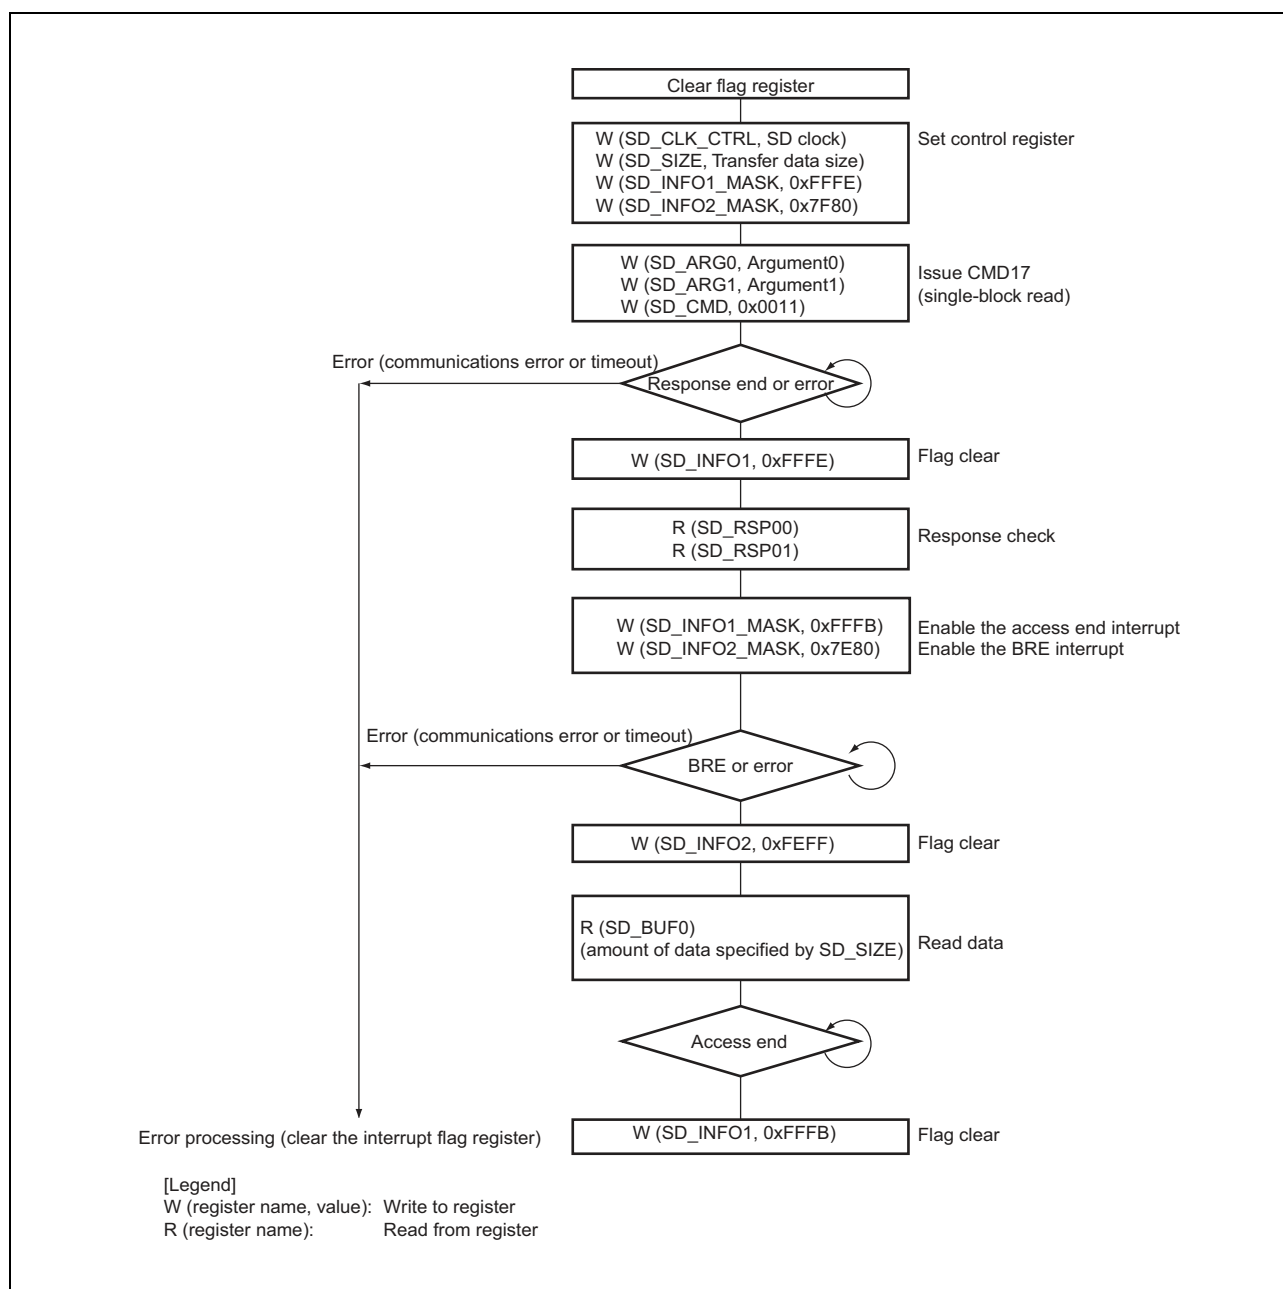 Clear flag register
W (SD_CLK_CTRL, SD clock)
W (SD_SIZE, Transfer data size)
W (SD_INFO1_MASK, 0xFFFE)
W (SD_INFO2_MASK, 0x7F80)
Set control register
W (SD_ARG0, Argument0)
W (SD_ARG1, Argument1)
W (SD_CMD, 0x0011)
Issue CMD17
(single-block read)
Error (communications error or timeout)
Response end or error
W (SD_INFO1, 0xFFFE)
Flag clear
R (SD_RSP00)
R (SD_RSP01)
Response check
W (SD_INFO1_MASK, 0xFFFB)
W (SD_INFO2_MASK, 0x7E80)
Enable the access end interrupt
Enable the BRE interrupt
Error (communications error or timeout)
BRE or error
W (SD_INFO2, 0xFEFF)
Flag clear
R (SD_BUF0)
(amount of data specified by SD_SIZE)
Read data
Access end
W (SD_INFO1, 0xFFFB)
Flag clear
Error processing (clear the interrupt flag register)
[Legend]
W (register name, value): Write to register
R (register name): Read from register